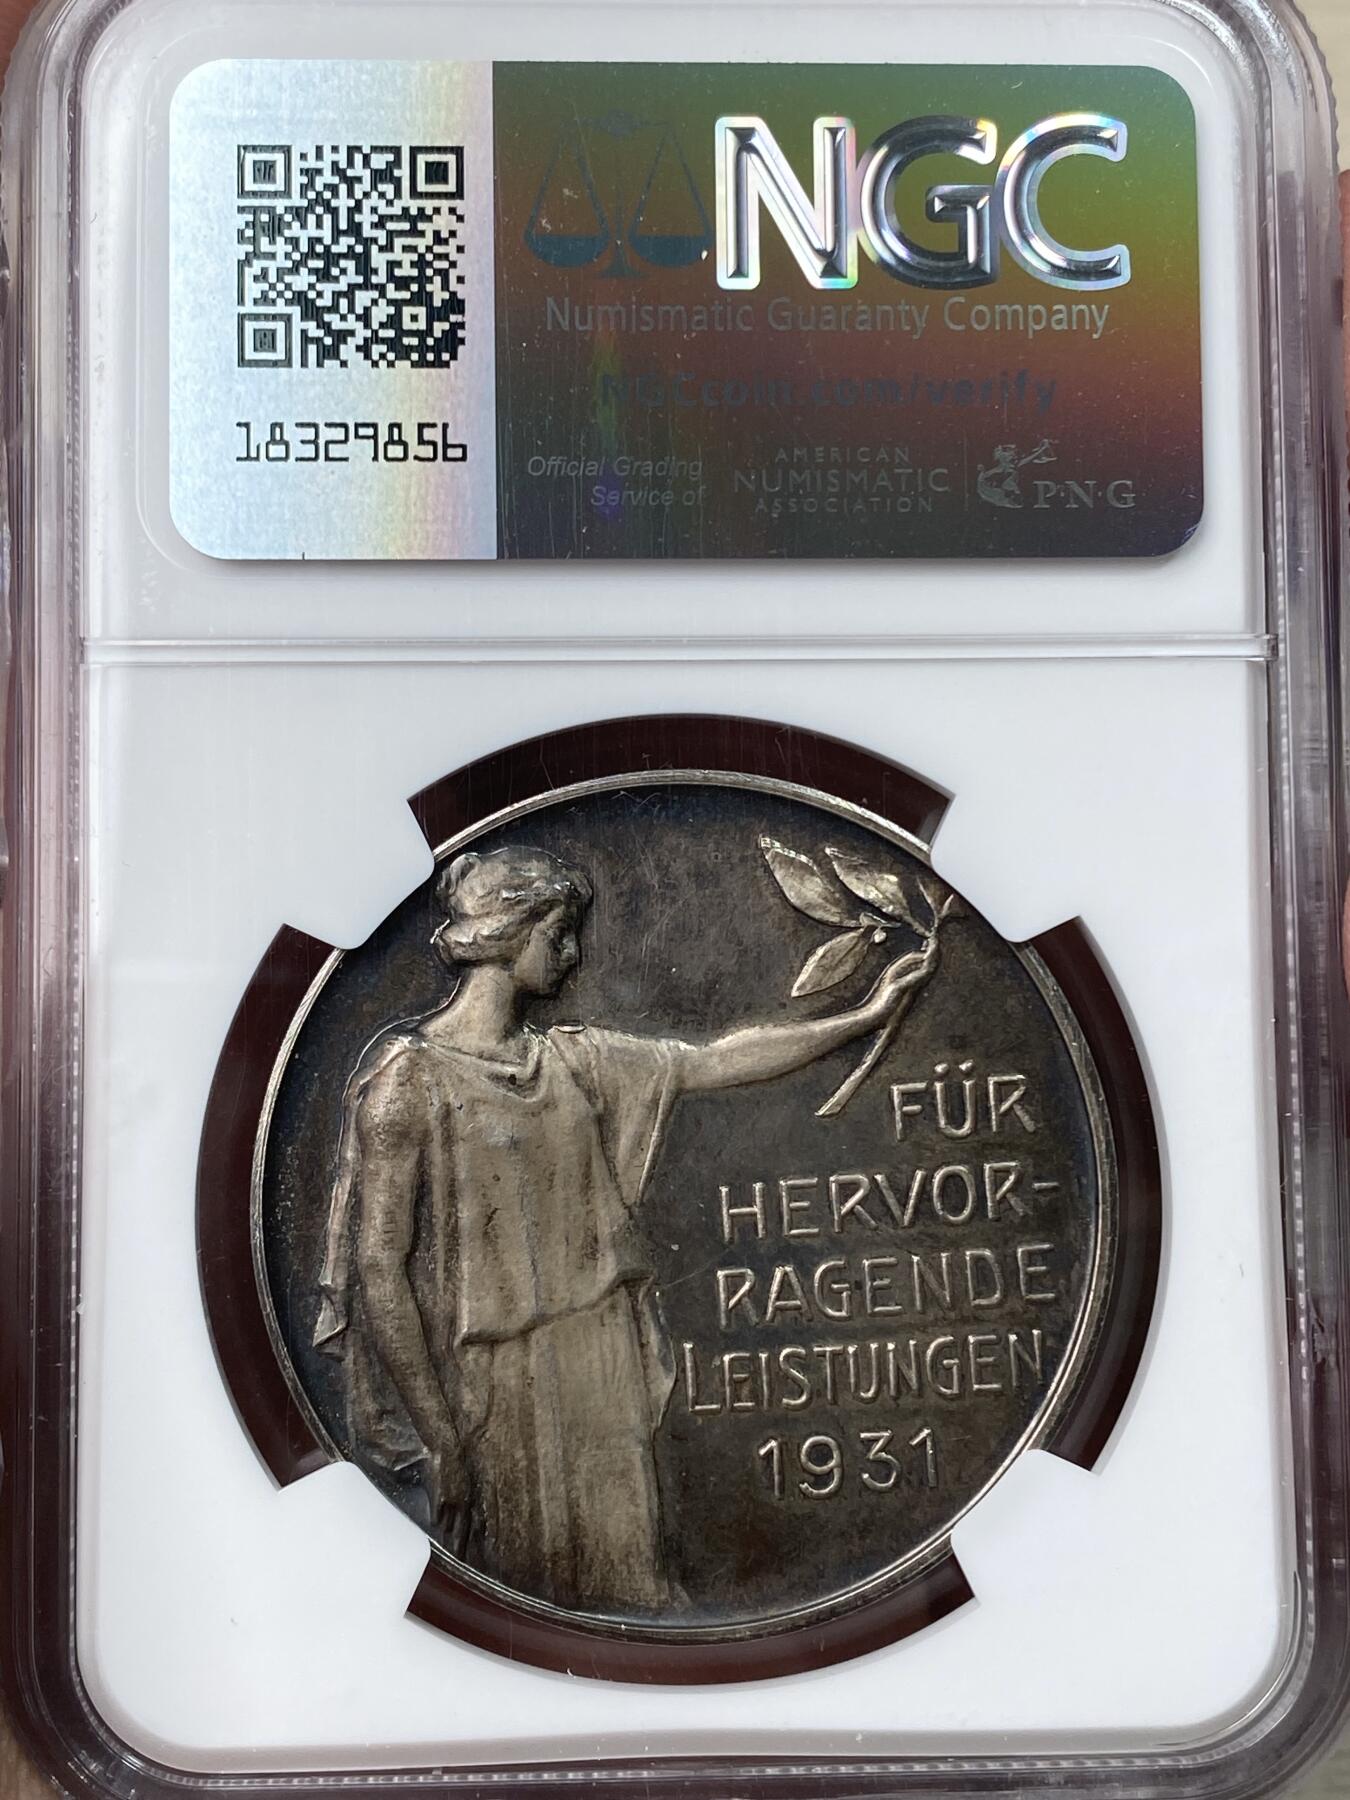 NGC
Numismatic Guaranty Company
NGCcoin.com/verify
18329856
Official Grading
Service of
AMERICAN
NUMISMATIC
ASSOCIATION
P·N·G
FÜR
HERVOR-
RAGENDE
LEISTUNGEN
1931